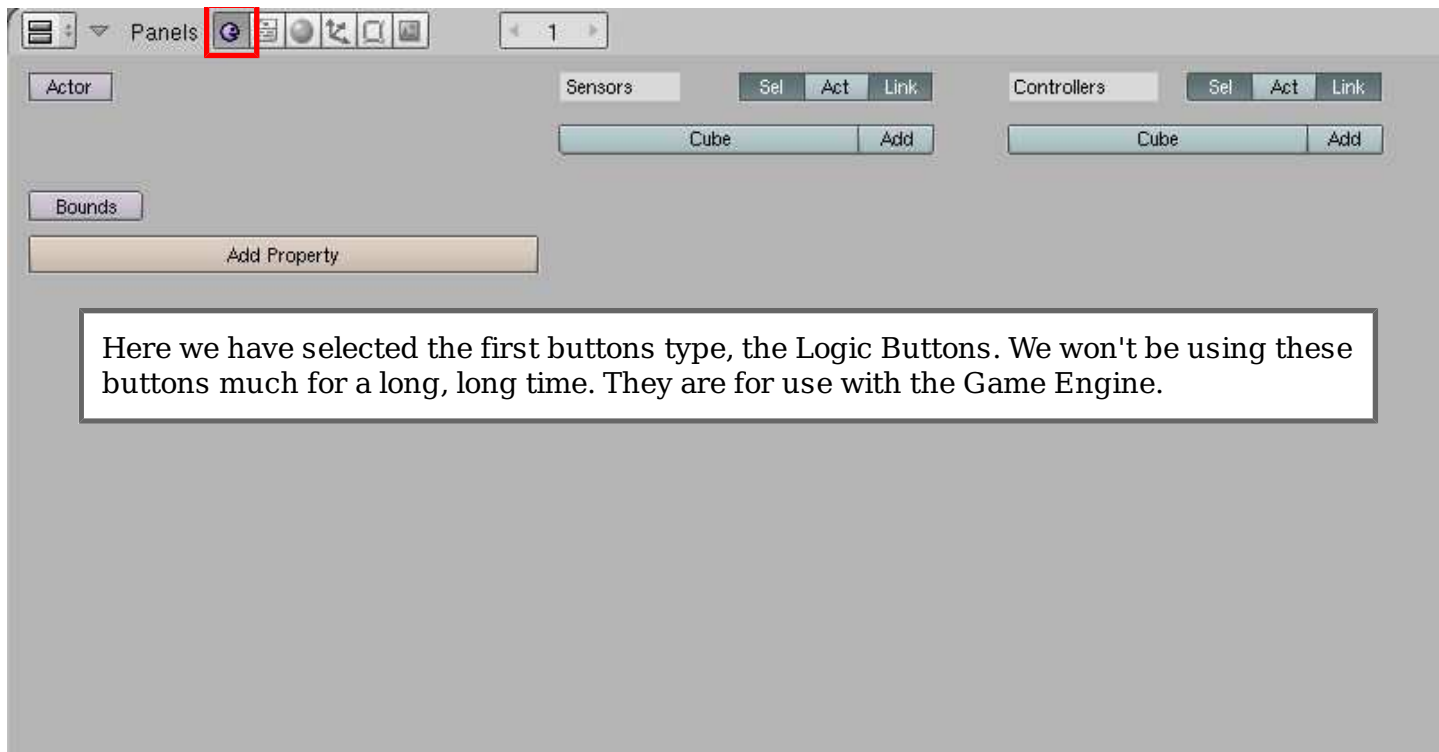 Panels 1
Actor Sensors Sel Act Link Controllers Sel Act Link
Cube Add Cube Add
Bounds
Add Property
Here we have selected the first buttons type, the Logic Buttons. We won't be using these
buttons much for a long, long time. They are for use with the Game Engine.